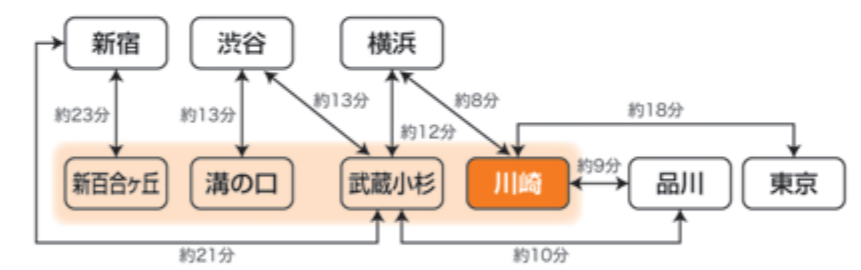 新宿
渋谷
横浜
約23分
約13分
約13分
約12分
約8分
約18分
新百合ヶ丘
溝の口
武蔵小杉
川崎
約9分
品川
東京
約21分
約10分